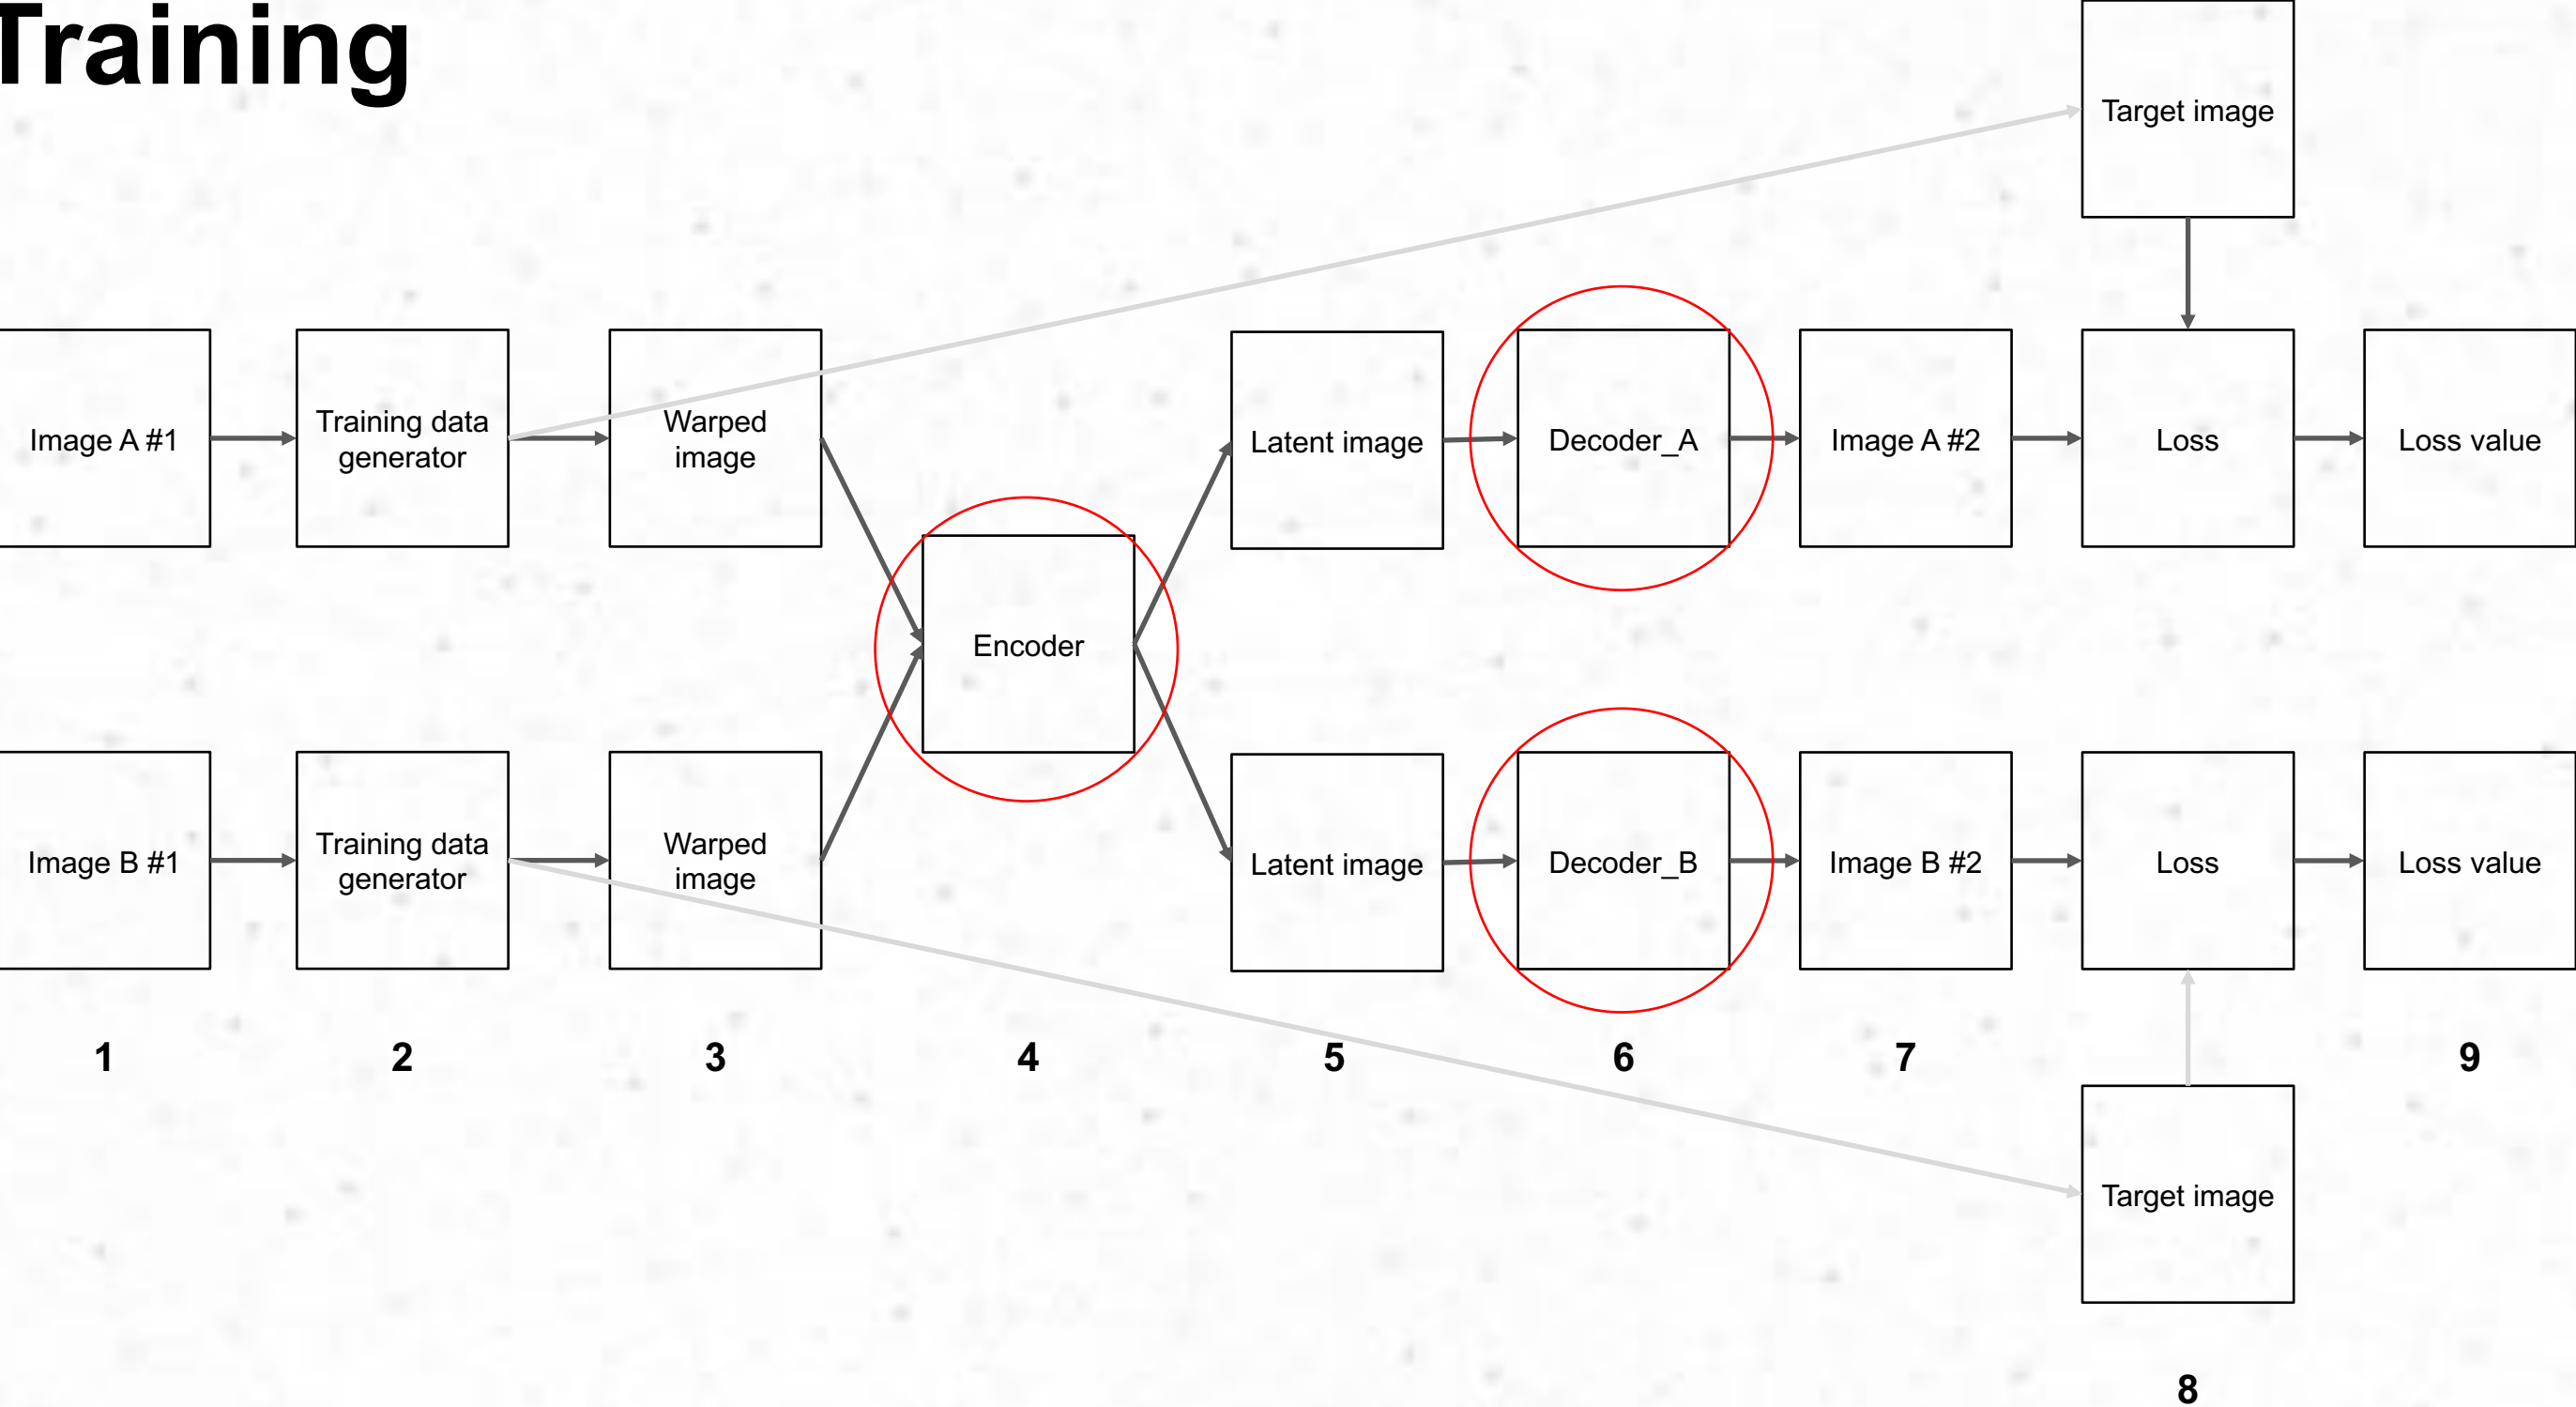 Training
Target image
Image A #1
Training data
generator
Warped
image
Latent image
Decoder_A
Image A #2
Loss
Loss value
Encoder
Image B #1
Training data
generator
Warped
image
Latent image
Decoder_B
Image B #2
Loss
Loss value
1
2
3
4
5
6
7
9
Target image
8